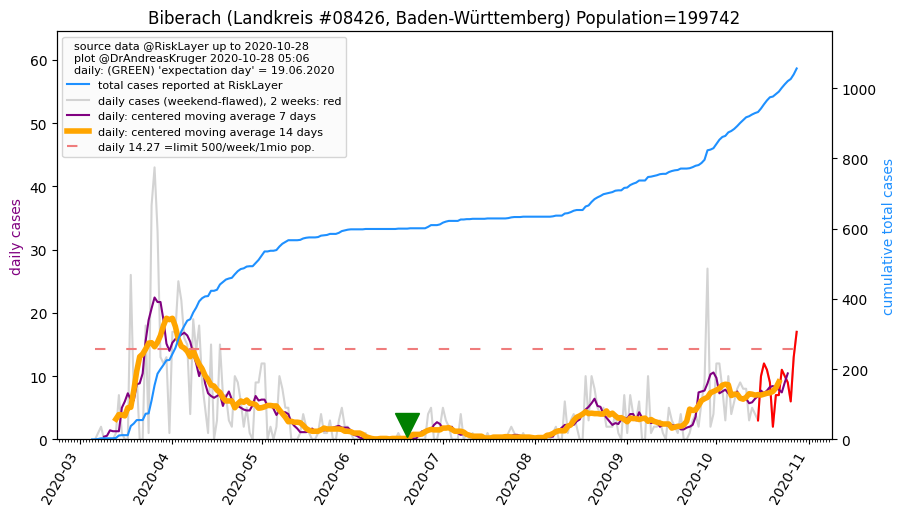 Biberach (Landkreis #08426, Baden-Württemberg) Population=199742
source data @RiskLayer up to 2020-10-28
plot @DrAndreasKruger 2020-10-28 05:06
daily: (GREEN) 'expectation day' = 19.06.2020
total cases reported at RiskLayer
daily cases (weekend-flawed), 2 weeks: red
daily: centered moving average 7 days
daily: centered moving average 14 days
daily 14.27 =limit 500/week/1mio pop.
daily cases
60
50
40
30
20
10
0
cumulative total cases
1000
800
600
400
200
0
2020-03
2020-04
2020-05
2020-06
2020-07
2020-08
2020-09
2020-10
2020-11